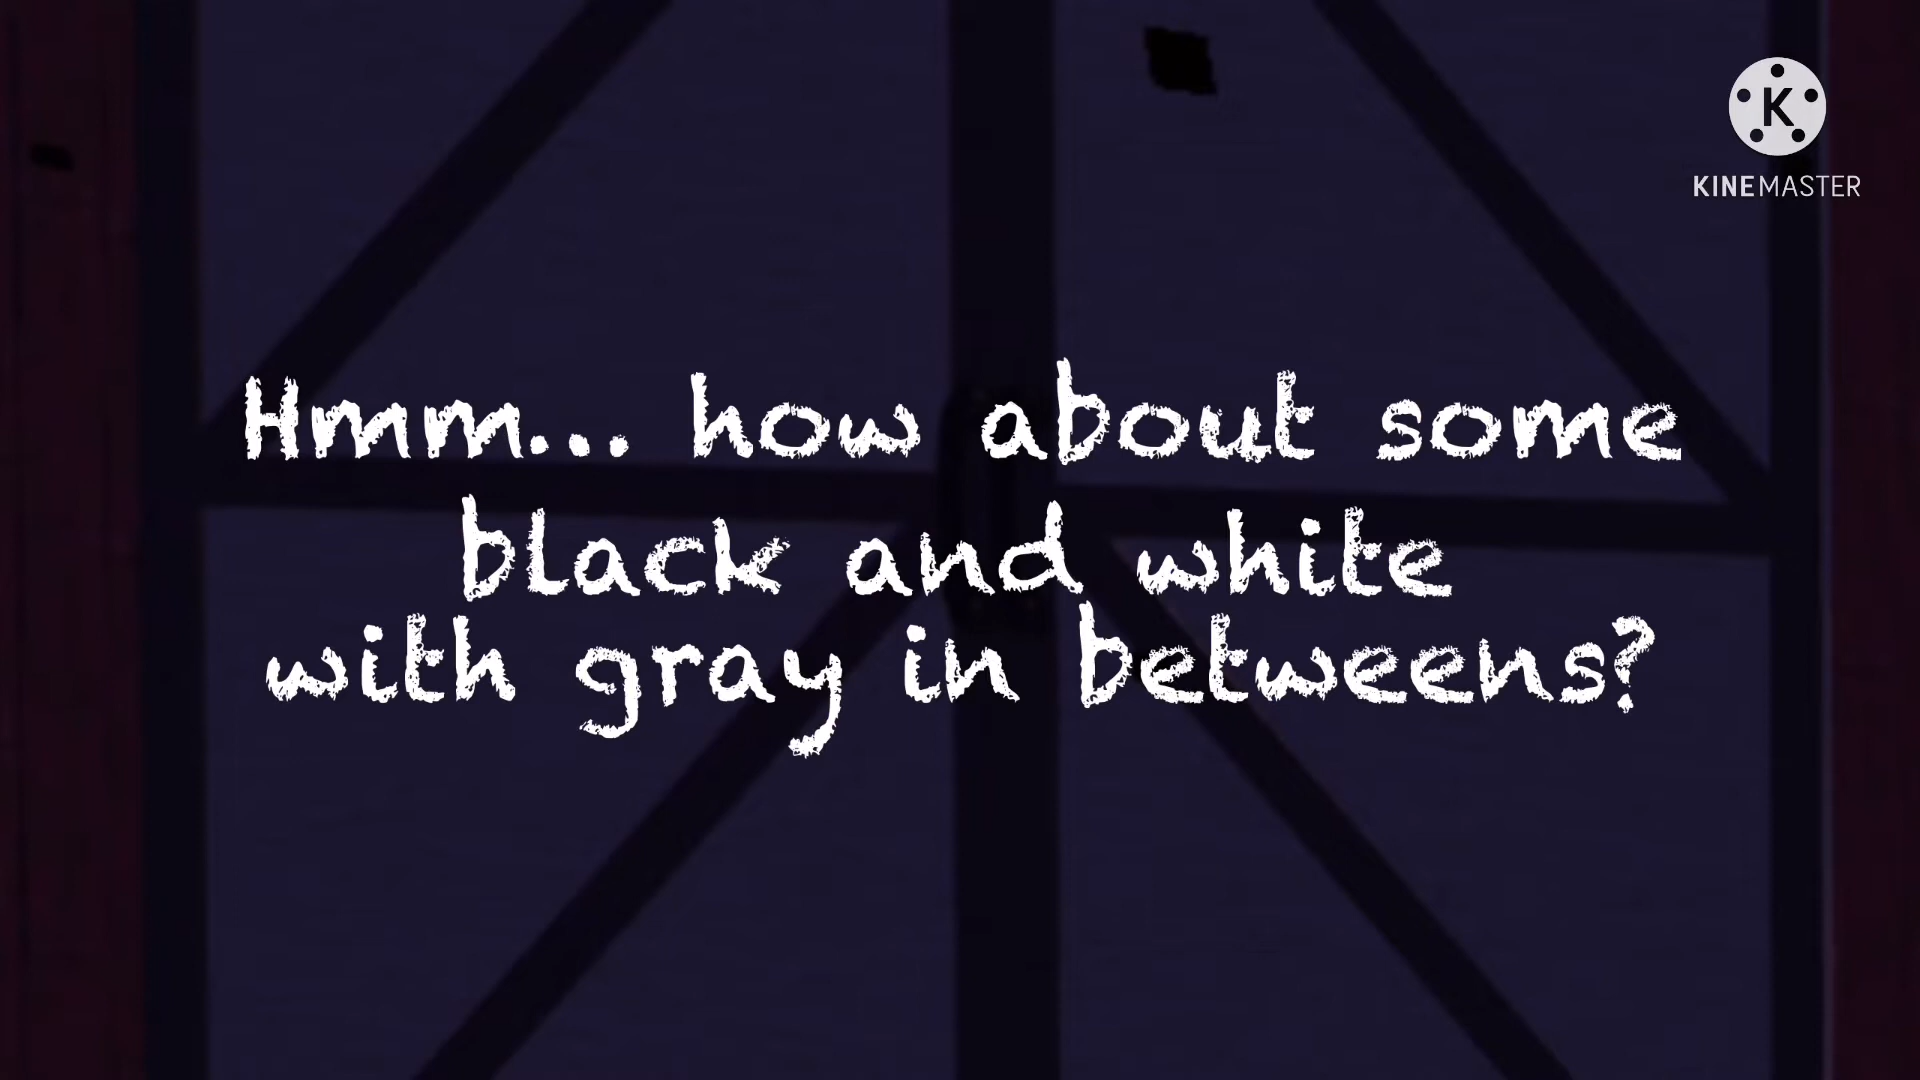 K
KINEMASTER
Hmm... how about some
black and white
with gray in betweens?